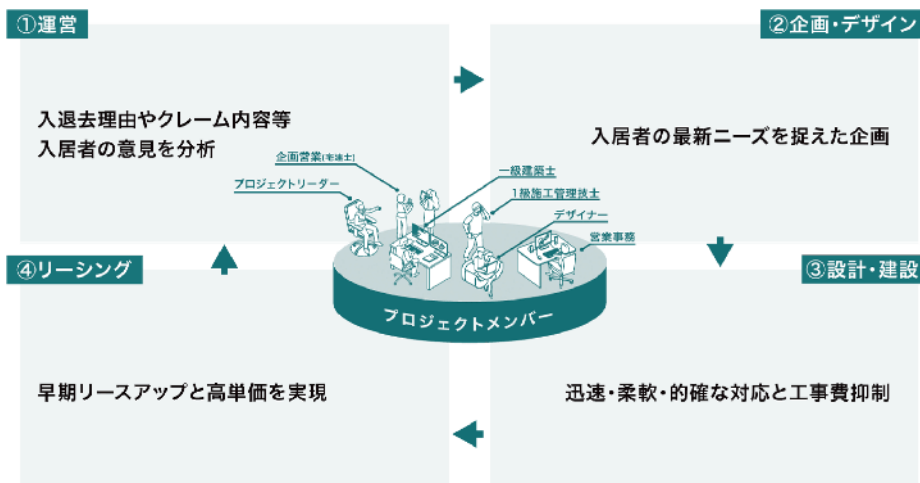 ①運営
②企画・デザイン
入退去理由やクレーム内容等
入居者の意見を分析
入居者の最新ニーズを捉えた企画
企画営業(宅建士)
プロジェクトリーダー
一級建築士
1級施工管理技士
デザイナー
営業事務
プロジェクトメンバー
④リーシング
③設計・建設
早期リースアップと高単価を実現
迅速・柔軟・的確な対応と工事費抑制